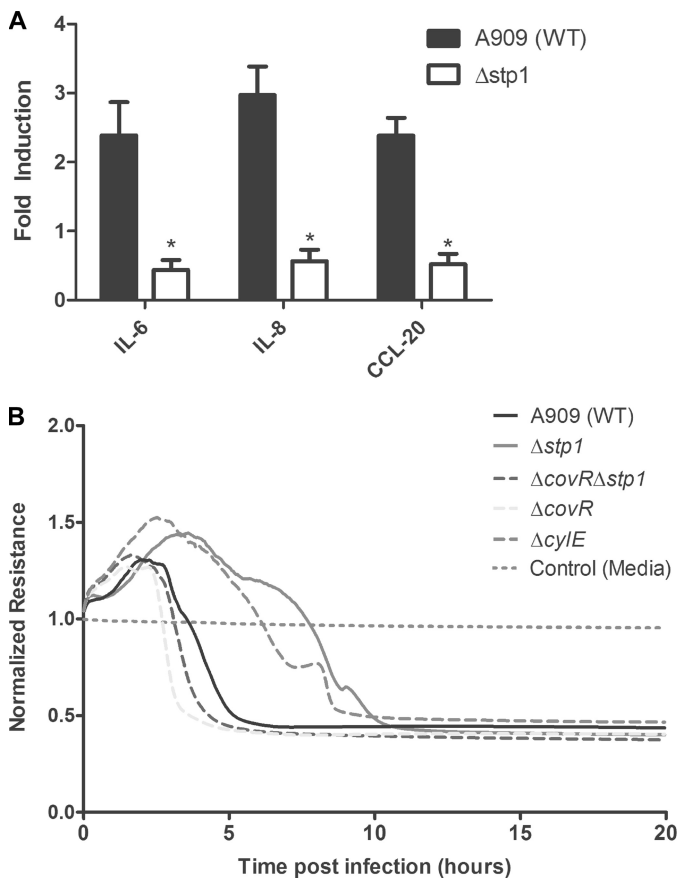 A
A909 (WT)
Δstp1
Fold Induction
4
3
2
1
0
*
*
*
IL-6
IL-8
CCL-20
B
A909 (WT)
Δstp1
ΔcovRΔstp1
ΔcovR
ΔcylE
Control (Media)
Normalized Resistance
2.0
1.5
1.0
0.5
0.0
0
5
10
15
20
Time post infection (hours)